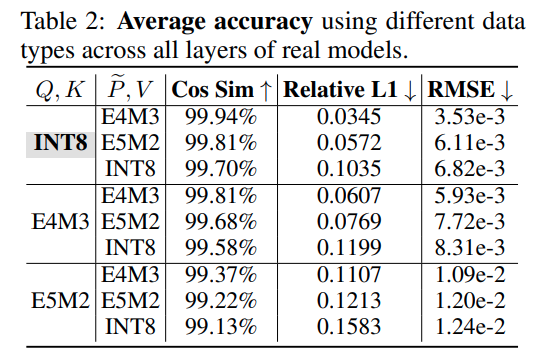 Table 2: Average accuracy using different data
types across all layers of real models.
Q, K P̃, V Cos Sim ↑ Relative L1 ↓ RMSE ↓
E4M3 99.94% 0.0345 3.53e-3
INT8 E5M2 99.81% 0.0572 6.11e-3
INT8 99.70% 0.1035 6.82e-3
E4M3 99.81% 0.0607 5.93e-3
E4M3 E5M2 99.68% 0.0769 7.72e-3
INT8 99.58% 0.1199 8.31e-3
E4M3 99.37% 0.1107 1.09e-2
E5M2 E5M2 99.22% 0.1213 1.20e-2
INT8 99.13% 0.1583 1.24e-2